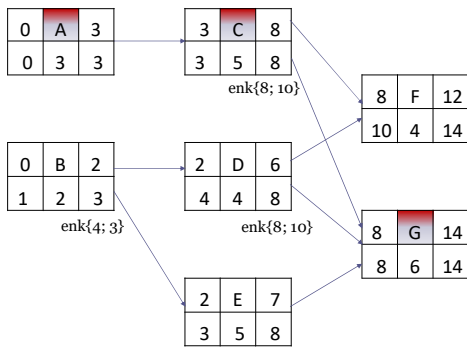 0 A 3
0 3 3
3 C 8
3 5 8
enk{8; 10}
8 F 12
10 4 14
0 B 2
1 2 3
enk{4; 3}
2 D 6
4 4 8
enk{8; 10}
8 G 14
8 6 14
2 E 7
3 5 8